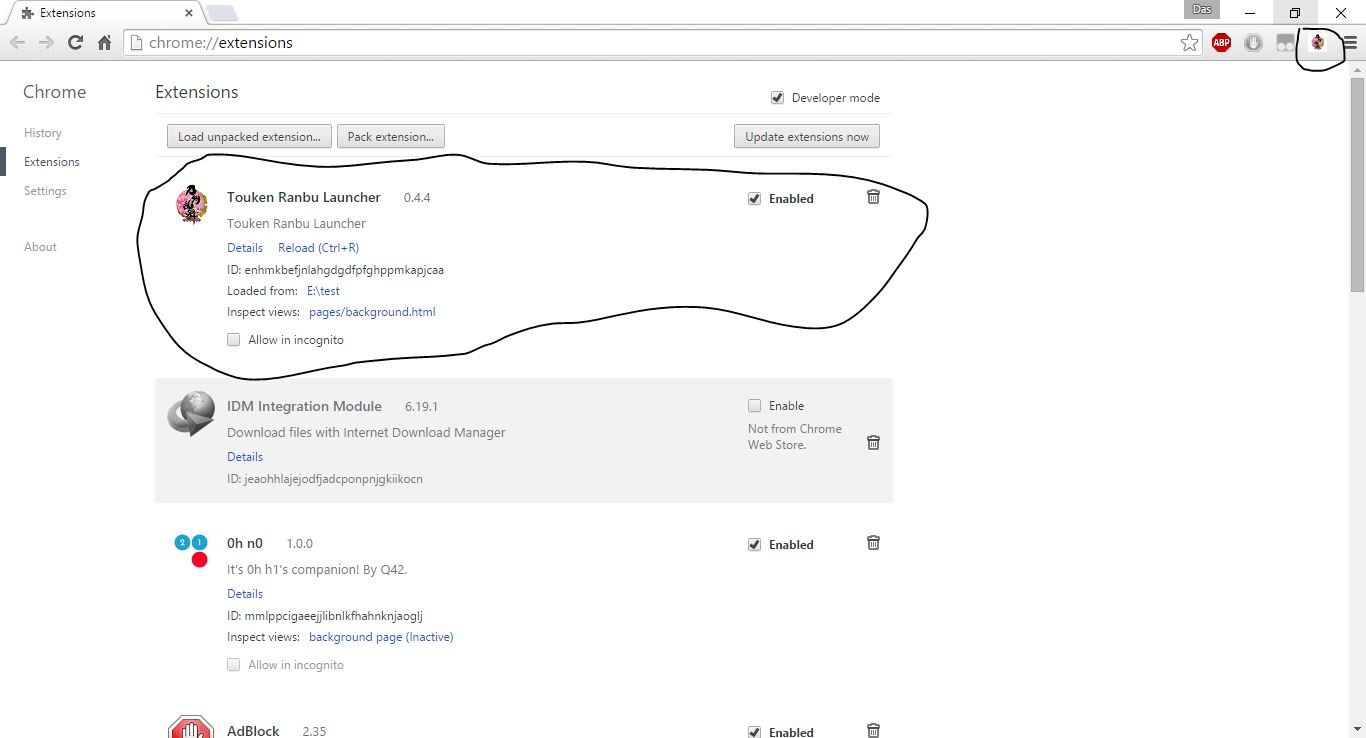 Extensions
Das
chrome://extensions
ABP
Chrome
Extensions
Developer mode
History
Extensions
Settings
About
Load unpacked extension...
Pack extension...
Update extensions now
Touken Ranbu Launcher 0.4.4
Enabled
Touken Ranbu Launcher
Details Reload (Ctrl+R)
ID: enhmkbefjnlahgdgdfpfghppmkapjcaa
Loaded from: E:\test
Inspect views: pages/background.html
Allow in incognito
IDM Integration Module 6.19.1
Enable
Download files with Internet Download Manager
Not from Chrome
Web Store.
Details
ID: jeaohhlajejodfjadcponpnjgkiikocn
2 1
0h n0 1.0.0
Enabled
It's 0h h1's companion! By Q42.
Details
ID: mmlppcigaeejjlibnlkfhahnknjaoglj
Inspect views: background page (Inactive)
Allow in incognito
AdBlock 2.35
Enabled